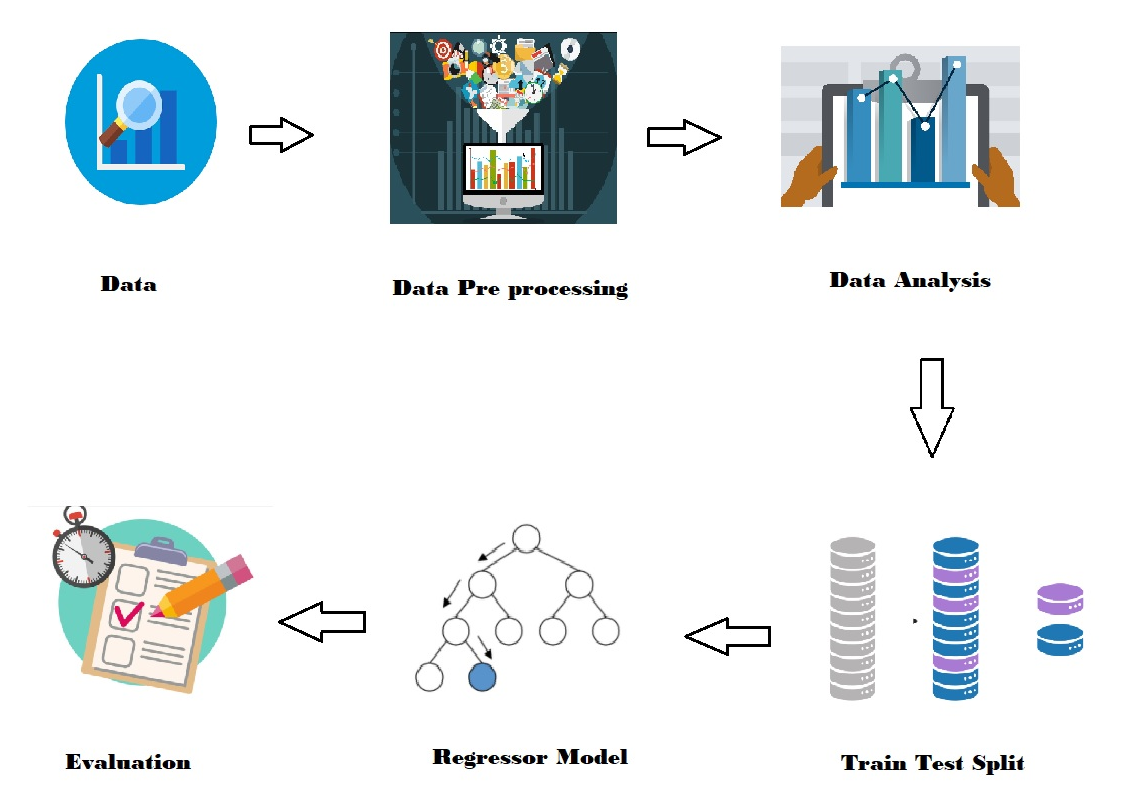 Data
Data Pre processing
Data Analysis
Evaluation
Regressor Model
Train Test Split